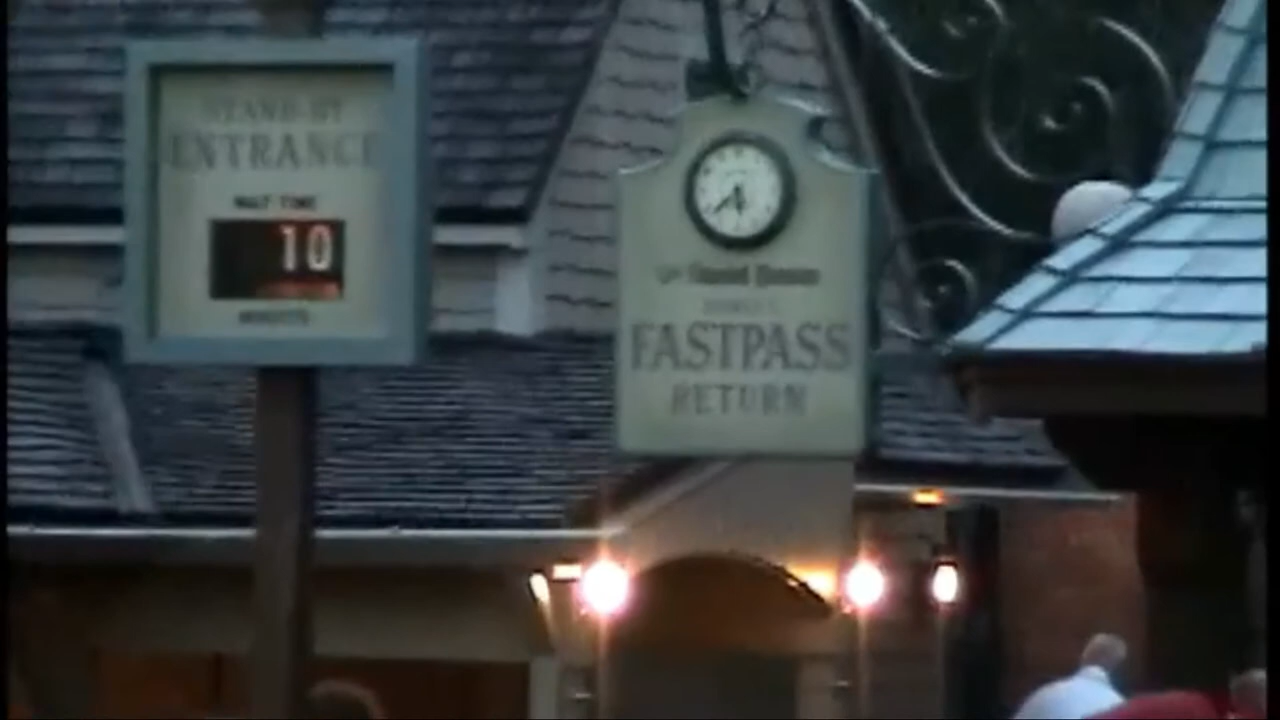 STAND-BY
ENTRANCE
WAIT TIME
10
MINUTES
FASTPASS
RETURN